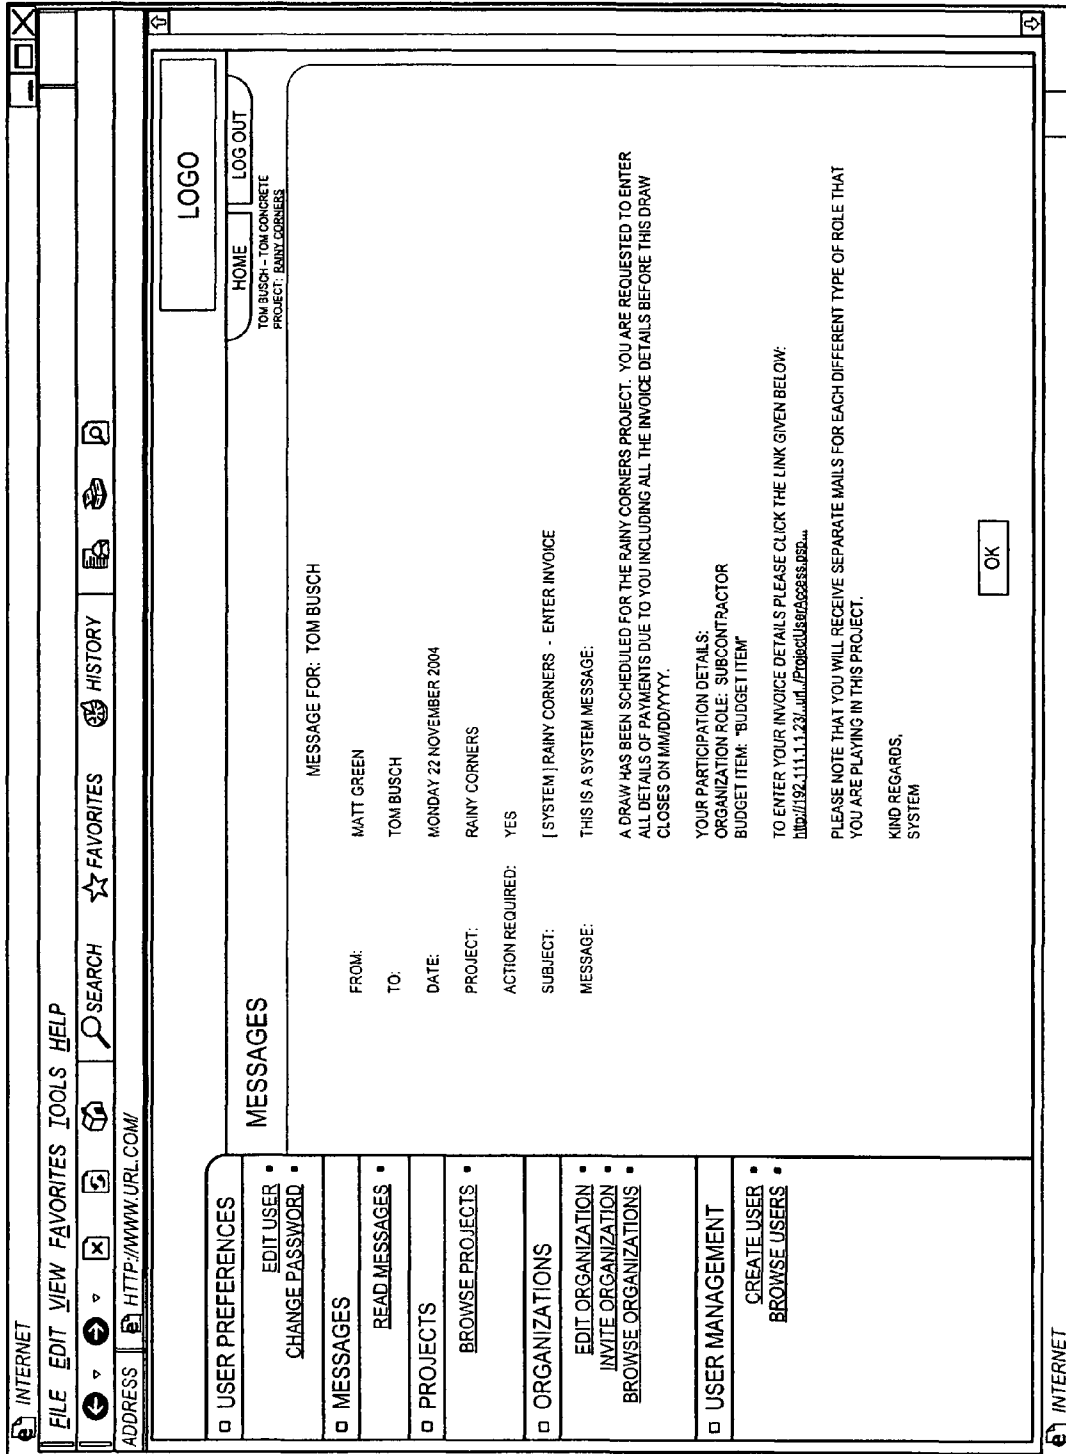 INTERNET
FILE EDIT VIEW FAVORITES TOOLS HELP
SEARCH FAVORITES HISTORY
ADDRESS HTTP://WWW.URL.COM/
LOGO
HOME LOG OUT
TOM BUSCH – TOM CONCRETE
PROJECT: RAINY CORNERS
USER PREFERENCES
EDIT USER
CHANGE PASSWORD
MESSAGES
READ MESSAGES
PROJECTS
BROWSE PROJECTS
ORGANIZATIONS
EDIT ORGANIZATION
INVITE ORGANIZATION
BROWSE ORGANIZATIONS
USER MANAGEMENT
CREATE USER
BROWSE USERS
MESSAGES
MESSAGE FOR: TOM BUSCH
FROM: MATT GREEN
TO: TOM BUSCH
DATE: MONDAY 22 NOVEMBER 2004
PROJECT: RAINY CORNERS
ACTION REQUIRED: YES
SUBJECT: [ SYSTEM ] RAINY CORNERS - ENTER INVOICE
MESSAGE: THIS IS A SYSTEM MESSAGE:
A DRAW HAS BEEN SCHEDULED FOR THE RAINY CORNERS PROJECT. YOU ARE REQUESTED TO ENTER
ALL DETAILS OF PAYMENTS DUE TO YOU INCLUDING ALL THE INVOICE DETAILS BEFORE THIS DRAW
CLOSES ON MM/DD/YYYY.
YOUR PARTICIPATION DETAILS:
ORGANIZATION ROLE: SUBCONTRACTOR
BUDGET ITEM: "BUDGET ITEM"
TO ENTER YOUR INVOICE DETAILS PLEASE CLICK THE LINK GIVEN BELOW:
http://192.111.1.23/..url../ProjectUserAccess.psp...
PLEASE NOTE THAT YOU WILL RECEIVE SEPARATE MAILS FOR EACH DIFFERENT TYPE OF ROLE THAT
YOU ARE PLAYING IN THIS PROJECT.
KIND REGARDS,
SYSTEM
OK
INTERNET